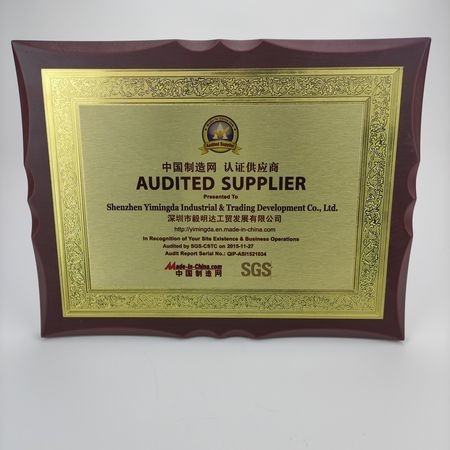 Audited Supplier
中国制造网 认证供应商
AUDITED SUPPLIER
Presented To
Shenzhen Yimingda Industrial & Trading Development Co., Ltd.
深圳市毅明达工贸发展有限公司
http://yimingda.en.made-in-china.com
In Recognition of Your Site Existence & Business Operations
Audited by SGS-CSTC on 2015-11-27
Audit Report Serial No.: QIP-ASI1521034
Made-in-China.com
中国制造网
SGS